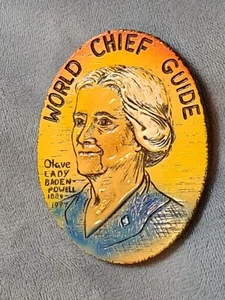 WORLD CHIEF GUIDE
Olave
LADY
BADEN-
POWELL
1889-
1977